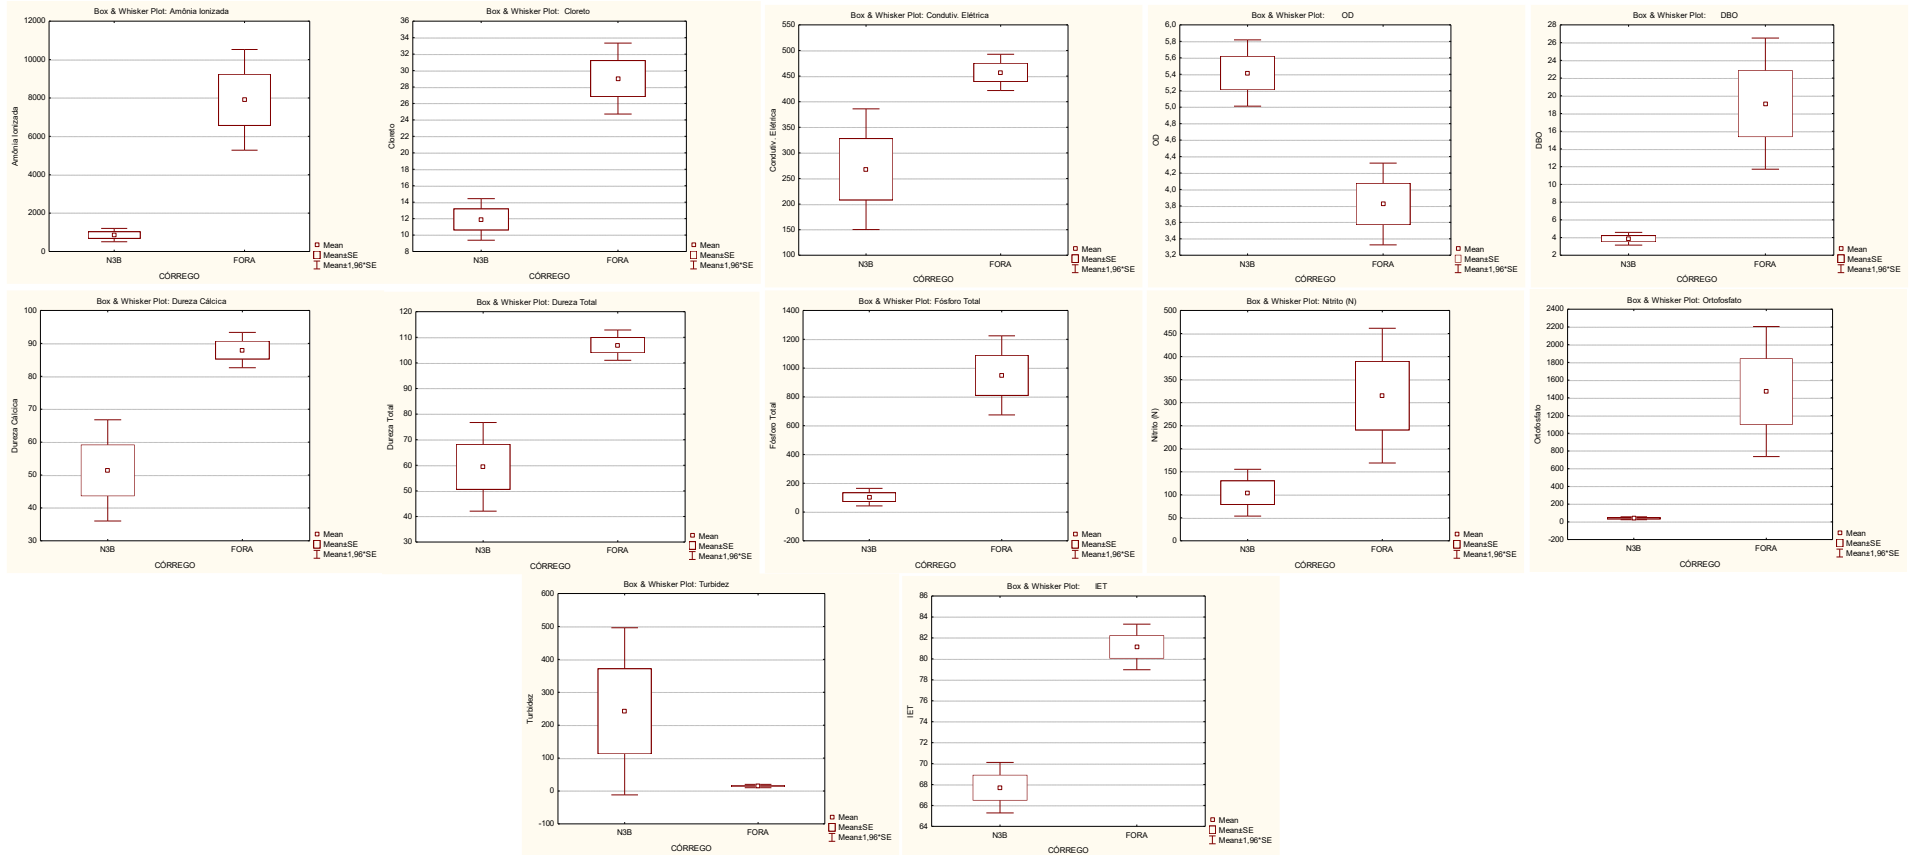 Box & Whisker Plot: Amônia Ionizada
12000
10000
8000
6000
4000
2000
0
Amônia Ionizada
N3B
FORA
CÓRREGO
Mean
Mean±SE
Mean±1,96*SE
Box & Whisker Plot: Cloreto
36
34
32
30
28
26
24
22
20
18
16
14
12
10
8
Cloreto
N3B
FORA
CÓRREGO
Mean
Mean±SE
Mean±1,96*SE
Box & Whisker Plot: Condutiv. Elétrica
550
500
450
400
350
300
250
200
150
100
Condutiv. Elétrica
N3B
FORA
CÓRREGO
Mean
Mean±SE
Mean±1,96*SE
Box & Whisker Plot: OD
6,0
5,8
5,6
5,4
5,2
5,0
4,8
4,6
4,4
4,2
4,0
3,8
3,6
3,4
3,2
OD
N3B
FORA
CÓRREGO
Mean
Mean±SE
Mean±1,96*SE
Box & Whisker Plot: DBO
28
26
24
22
20
18
16
14
12
10
8
6
4
2
DBO
N3B
FORA
CÓRREGO
Mean
Mean±SE
Mean±1,96*SE
Box & Whisker Plot: Dureza Cálcica
100
90
80
70
60
50
40
30
Dureza Cálcica
N3B
FORA
CÓRREGO
Mean
Mean±SE
Mean±1,96*SE
Box & Whisker Plot: Dureza Total
120
110
100
90
80
70
60
50
40
30
Dureza Total
N3B
FORA
CÓRREGO
Mean
Mean±SE
Mean±1,96*SE
Box & Whisker Plot: Fósforo Total
1400
1200
1000
800
600
400
200
0
-200
Fósforo Total
N3B
FORA
CÓRREGO
Mean
Mean±SE
Mean±1,96*SE
Box & Whisker Plot: Nitrito (N)
500
450
400
350
300
250
200
150
100
50
0
Nitrito (N)
N3B
FORA
CÓRREGO
Mean
Mean±SE
Mean±1,96*SE
Box & Whisker Plot: Ortofosfato
2400
2200
2000
1800
1600
1400
1200
1000
800
600
400
200
0
-200
Ortofosfato
N3B
FORA
CÓRREGO
Mean
Mean±SE
Mean±1,96*SE
Box & Whisker Plot: Turbidez
600
500
400
300
200
100
0
-100
Turbidez
N3B
FORA
CÓRREGO
Mean
Mean±SE
Mean±1,96*SE
Box & Whisker Plot: IET
86
84
82
80
78
76
74
72
70
68
66
64
IET
N3B
FORA
CÓRREGO
Mean
Mean±SE
Mean±1,96*SE